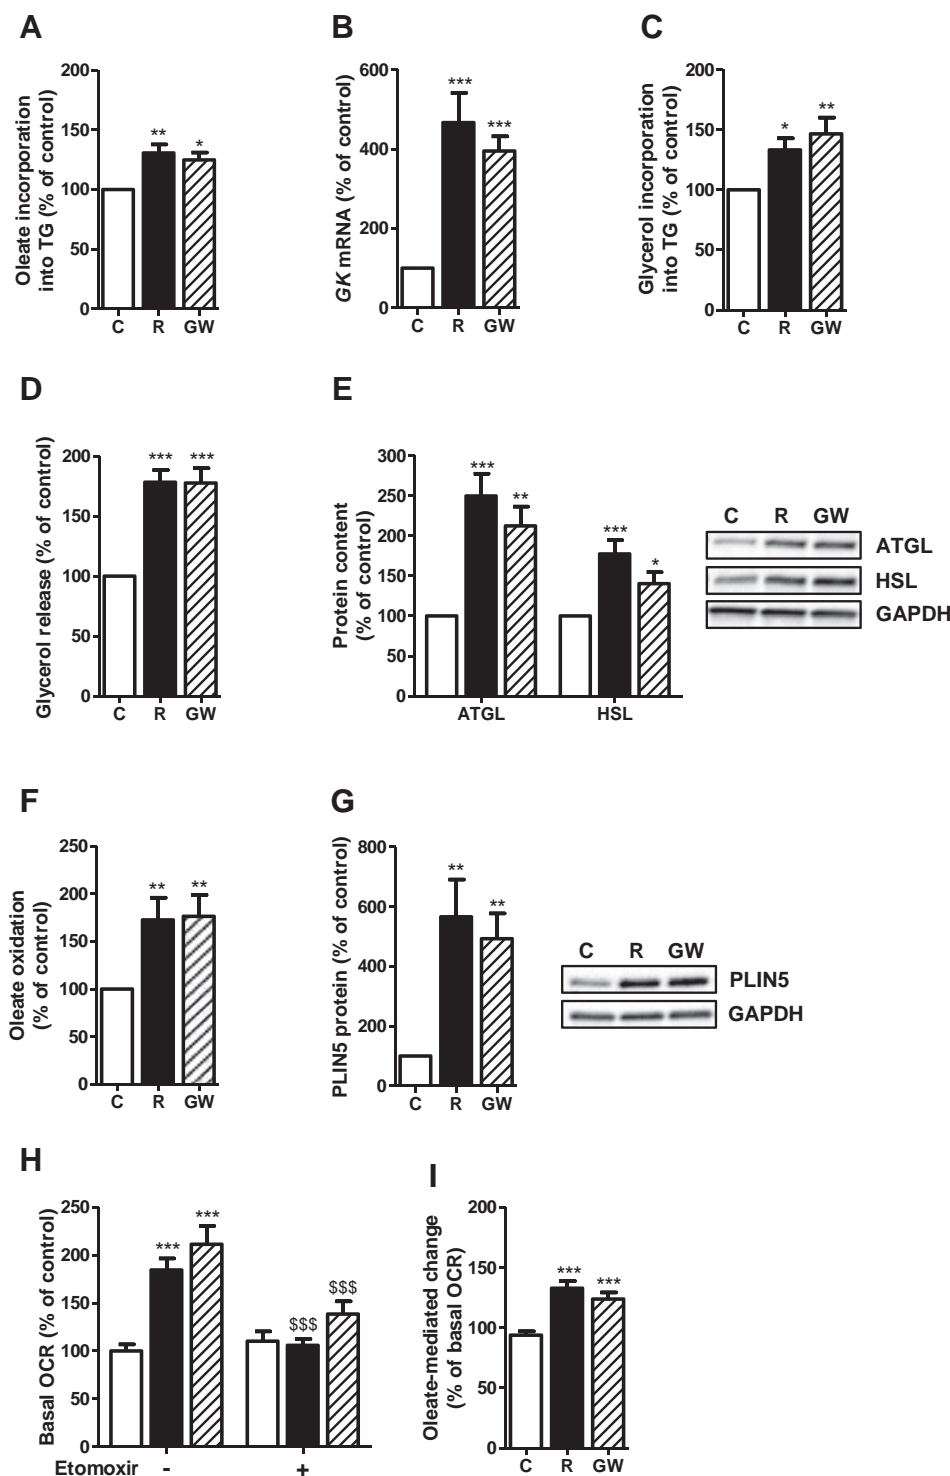 A
Oleate incorporation
into TG (% of control)
200
150
100
50
0
**
*
C R GW
B
GK mRNA (% of control)
600
400
200
0
***
***
C R GW
C
Glycerol incorporation
into TG (% of control)
200
150
100
50
0
*
**
C R GW
D
Glycerol release (% of control)
200
150
100
50
0
***
***
C R GW
E
Protein content
(% of control)
300
250
200
150
100
50
0
***
**
***
*
ATGL HSL
C R GW
ATGL
HSL
GAPDH
F
Oleate oxidation
(% of control)
250
200
150
100
50
0
**
**
C R GW
G
PLIN5 protein (% of control)
800
600
400
200
0
**
**
C R GW
C R GW
PLIN5
GAPDH
H
Basal OCR (% of control)
250
200
150
100
50
0
***
***
$$$
$$$
Etomoxir - +
I
Oleate-mediated change
(% of basal OCR)
200
150
100
50
0
***
***
C R GW